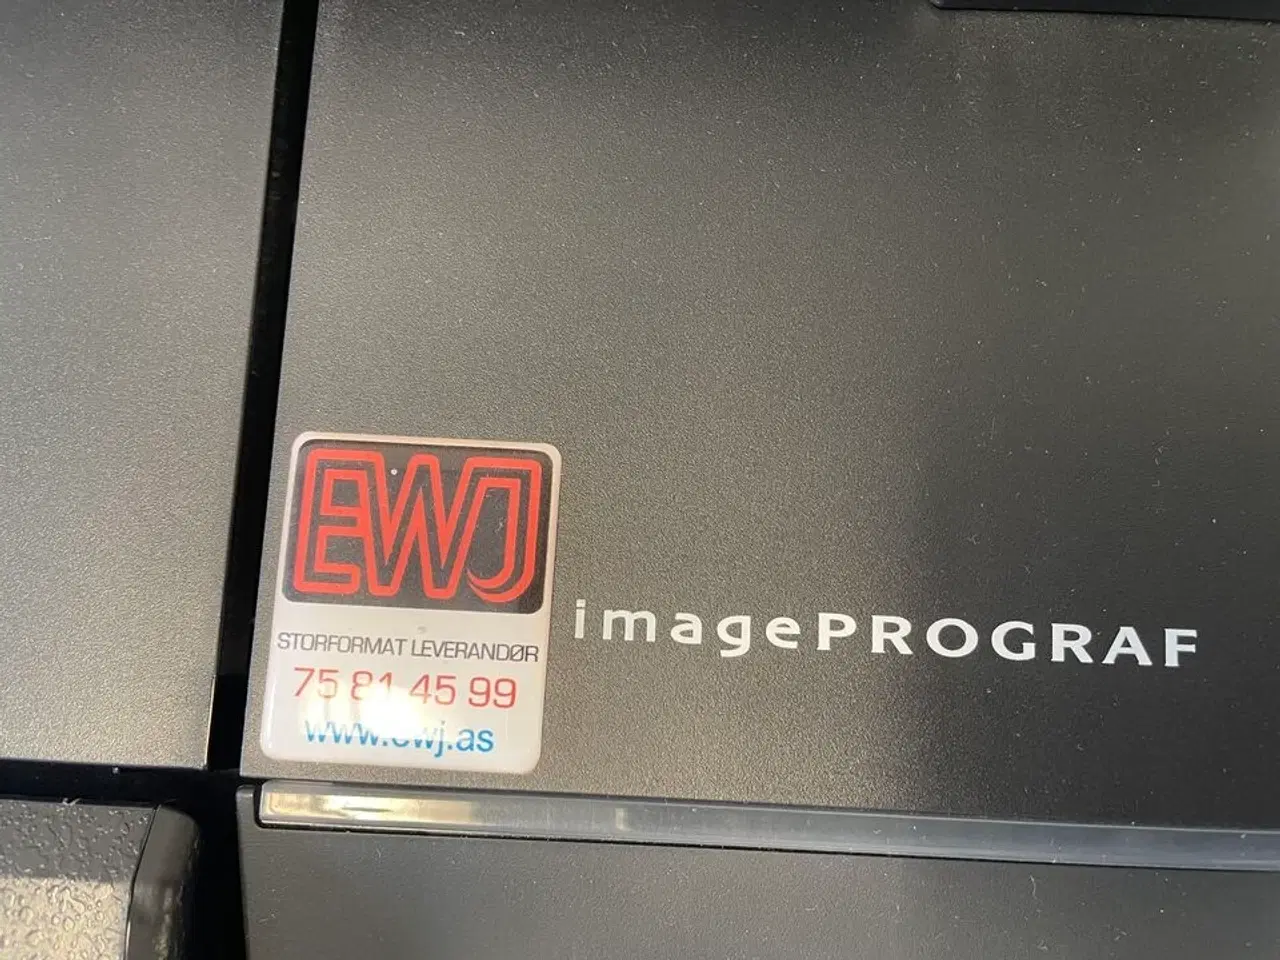 EWJ
STORFORMAT LEVERANDØR
75 81 45 99
www.ewj.as
imagePROGRAF